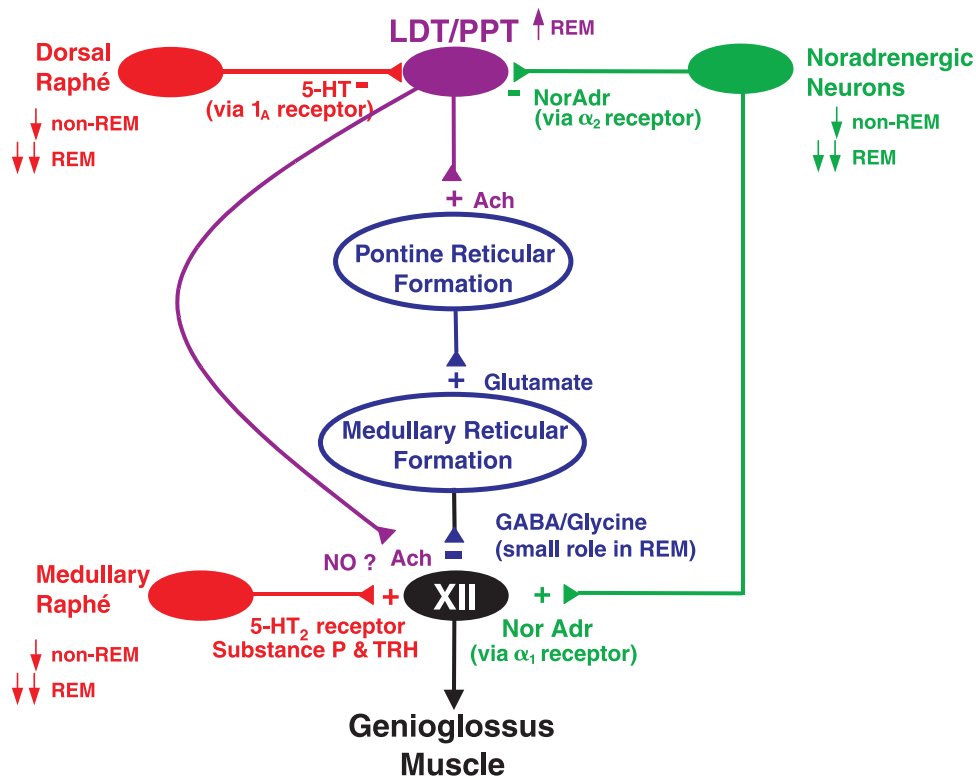 LDT/PPT
↑ REM
Dorsal
Raphé
↓ non-REM
↓↓ REM
5-HT -
(via 1A receptor)
- NorAdr
(via α2 receptor)
Noradrenergic
Neurons
↓ non-REM
↓↓ REM
+ Ach
Pontine Reticular
Formation
+ Glutamate
Medullary Reticular
Formation
GABA/Glycine
(small role in REM)
-
NO ? Ach
Medullary
Raphé
↓ non-REM
↓↓ REM
+
XII
+
5-HT2 receptor
Substance P & TRH
Nor Adr
(via α1 receptor)
Genioglossus
Muscle